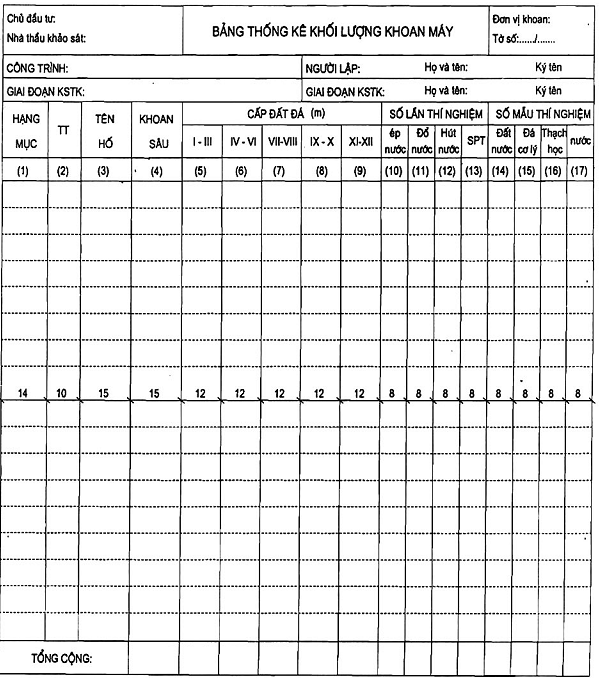 Chủ đầu tư:
Nhà thầu khảo sát:
BẢNG THỐNG KÊ KHỐI LƯỢNG KHOAN MÁY
Đơn vị khoan:
Tờ số:....../.......
CÔNG TRÌNH:
NGƯỜI LẬP: Họ và tên: Ký tên
GIAI ĐOẠN KSTK:
GIAI ĐOẠN KSTK: Họ và tên: Ký tên
HẠNG MỤC TT TÊN HỐ KHOAN SÂU CẤP ĐẤT ĐÁ (m) SỐ LẦN THÍ NGHIỆM SỐ MẪU THÍ NGHIỆM
I - III IV - VI VII-VIII IX - X XI-XII ép nước Đổ nước Hút nước SPT Đất nước Đá cơ lý Thạch học nước
(1) (2) (3) (4) (5) (6) (7) (8) (9) (10) (11) (12) (13) (14) (15) (16) (17)
14 10 15 15 12 12 12 12 12 8 8 8 8 8 8 8 8
TỔNG CỘNG: